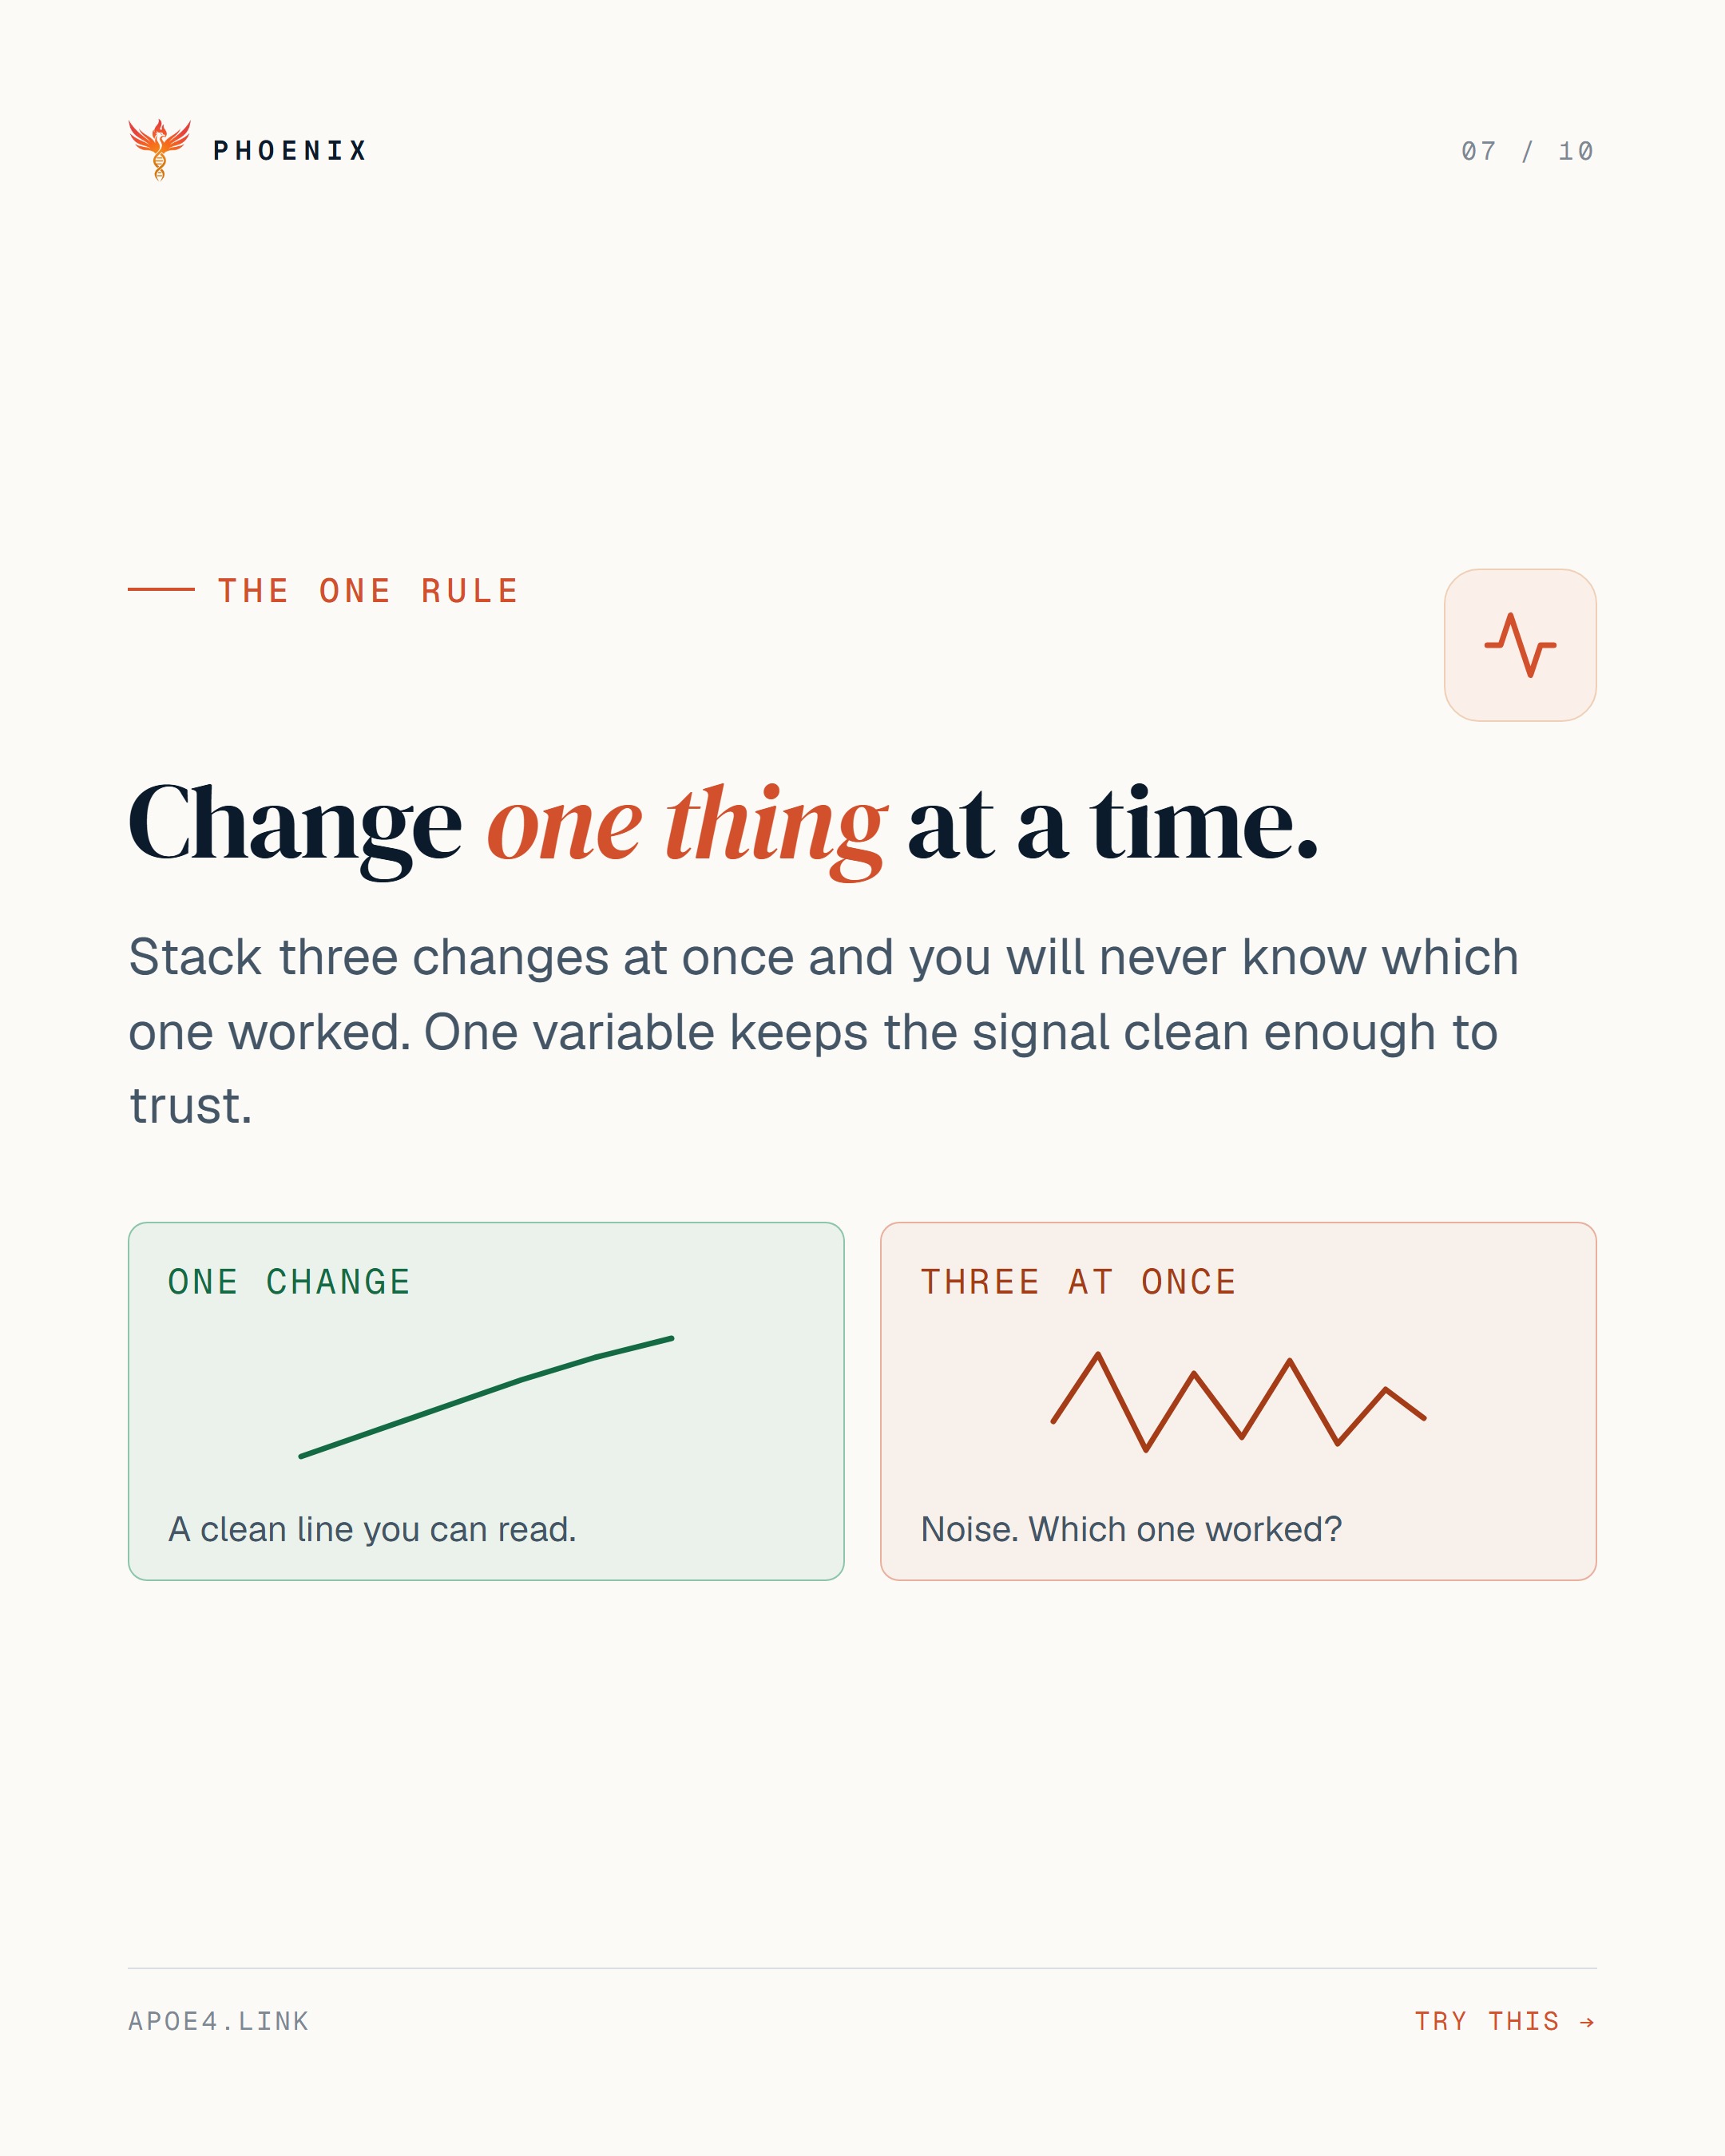 PHOENIX
07 / 10
THE ONE RULE
Change one thing at a time.
Stack three changes at once and you will never know which
one worked. One variable keeps the signal clean enough to
trust.
ONE CHANGE
A clean line you can read.
THREE AT ONCE
Noise. Which one worked?
APOE4.LINK
TRY THIS →